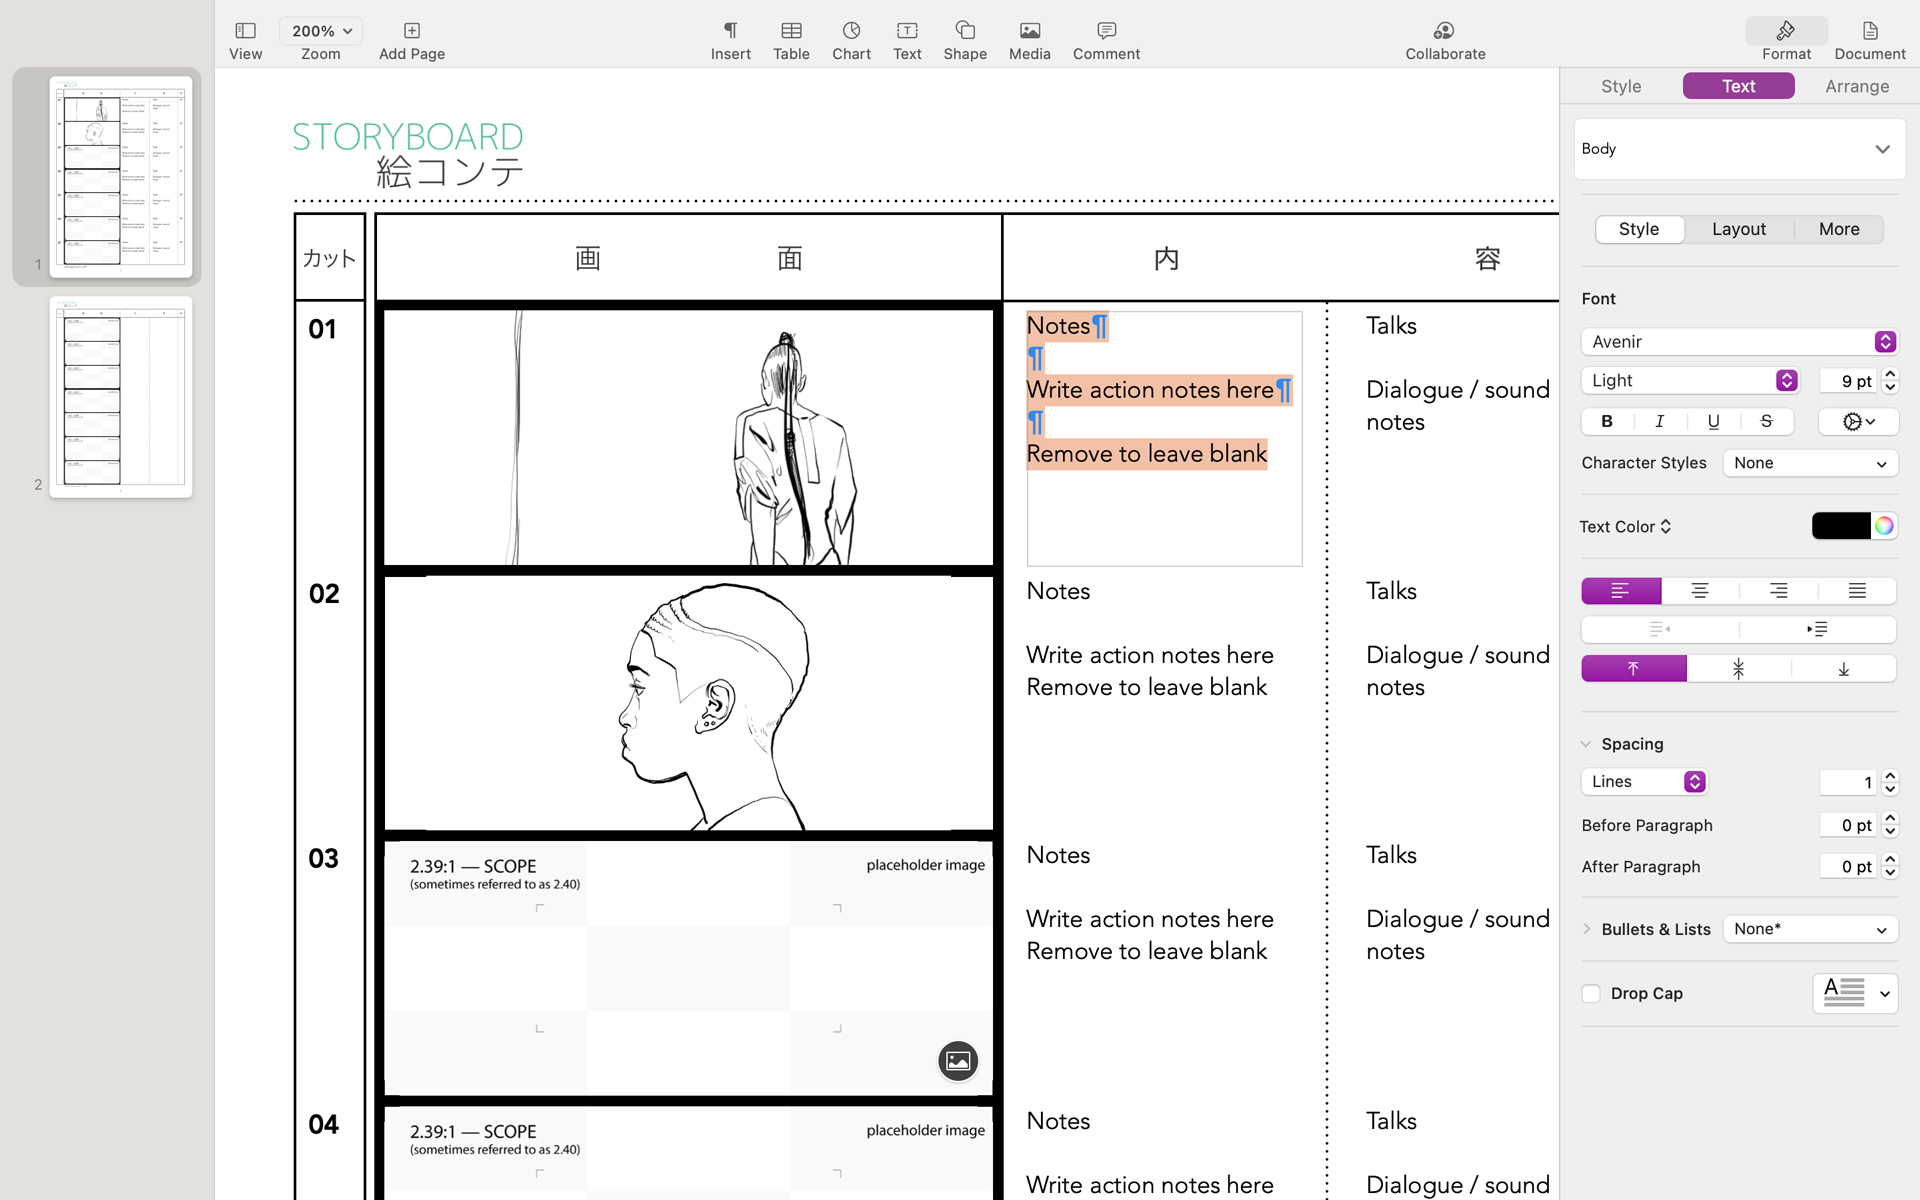 View
200%
Zoom
Add Page
Insert
Table
Chart
Text
Shape
Media
Comment
Collaborate
Format
Document
1
2
STORYBOARD
絵コンテ
カット
画 面
内 容
01
Notes¶
¶
Write action notes here¶
¶
Remove to leave blank
Talks
Dialogue / sound
notes
02
Notes
Write action notes here
Remove to leave blank
Talks
Dialogue / sound
notes
03
2.39:1 — SCOPE
(sometimes referred to as 2.40)
placeholder image
Notes
Write action notes here
Remove to leave blank
Talks
Dialogue / sound
notes
04
2.39:1 — SCOPE
(sometimes referred to as 2.40)
placeholder image
Notes
Write action notes here
Talks
Dialogue / sound
Style
Text
Arrange
Body
Style
Layout
More
Font
Avenir
Light
9 pt
B I U S
Character Styles
None
Text Color
Spacing
Lines
1
Before Paragraph
0 pt
After Paragraph
0 pt
Bullets & Lists
None*
Drop Cap
A